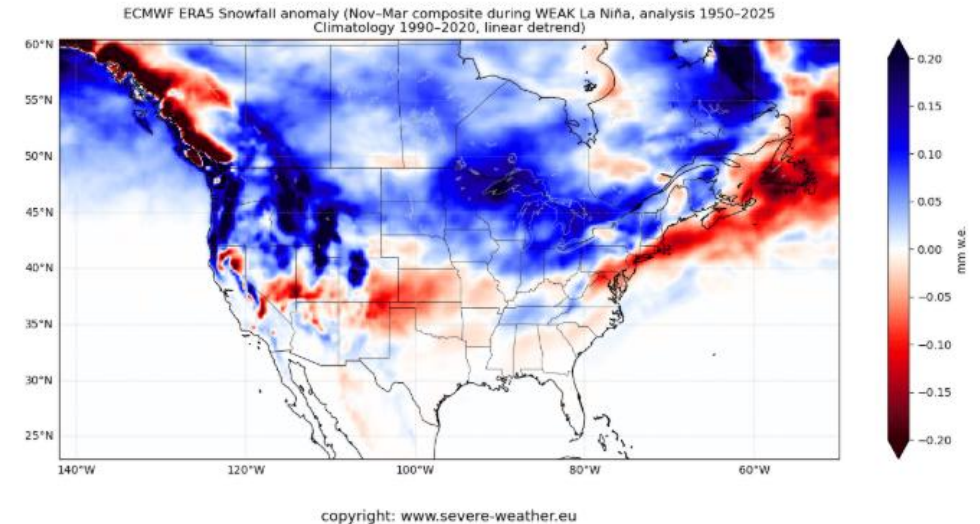 ECMWF ERA5 Snowfall anomaly (Nov–Mar composite during WEAK La Niña, analysis 1950–2025
Climatology 1990–2020, linear detrend)
60°N
55°N
50°N
45°N
40°N
35°N
30°N
25°N
140°W
120°W
100°W
80°W
60°W
0.20
0.15
0.10
0.05
0.00
−0.05
−0.10
−0.15
−0.20
mm w.e.
copyright: www.severe-weather.eu